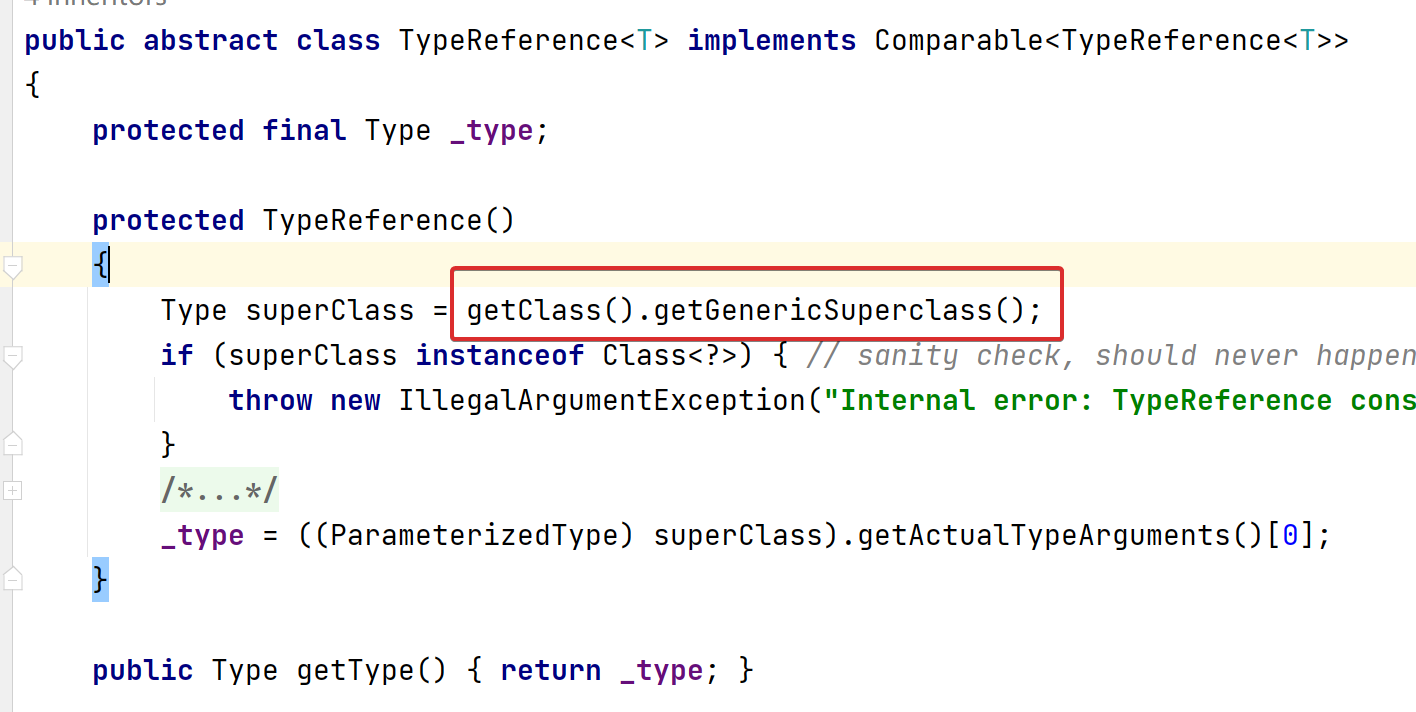 4 inheritors
public abstract class TypeReference<T> implements Comparable<TypeReference<T>>
{
protected final Type _type;
protected TypeReference()
{
Type superClass = getClass().getGenericSuperclass();
if (superClass instanceof Class<?>) { // sanity check, should never happen
throw new IllegalArgumentException("Internal error: TypeReference cons
}
/*...*/
_type = ((ParameterizedType) superClass).getActualTypeArguments()[0];
}
public Type getType() { return _type; }